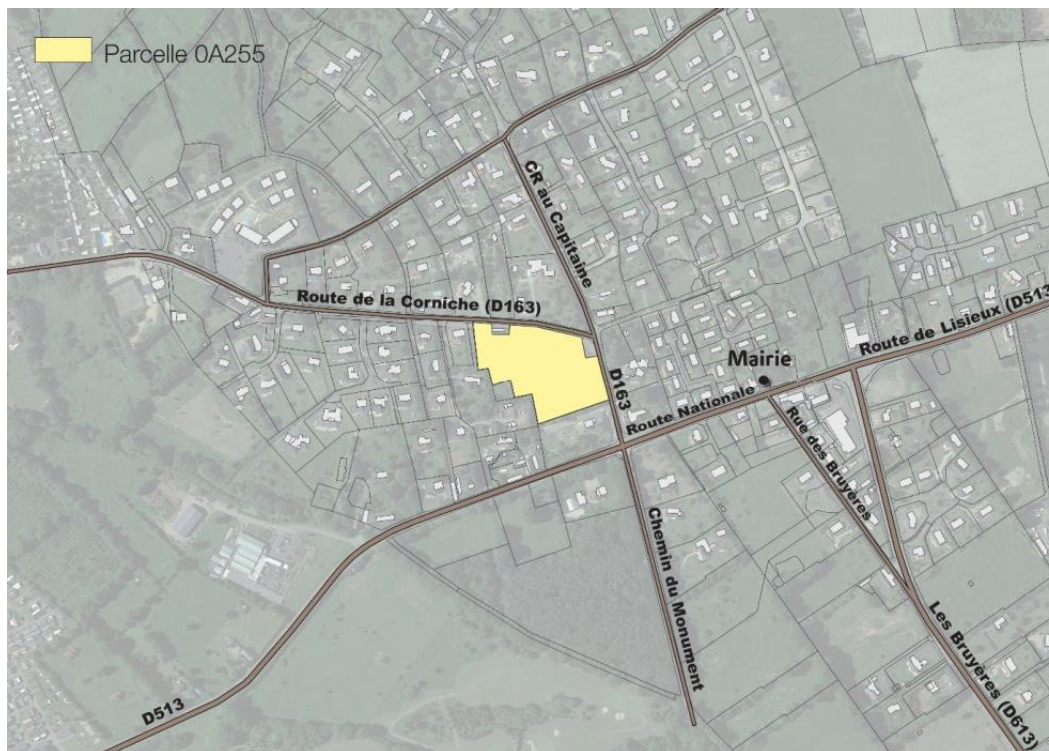 Parcelle 0A255
CR au Capitaine
Route de la Corniche (D163)
D163
Route de Lisieux (D513
Mairie
Route Nationale
Rue des Bruyères
Chemin du Monument
Les Bruyères (D613)
D513